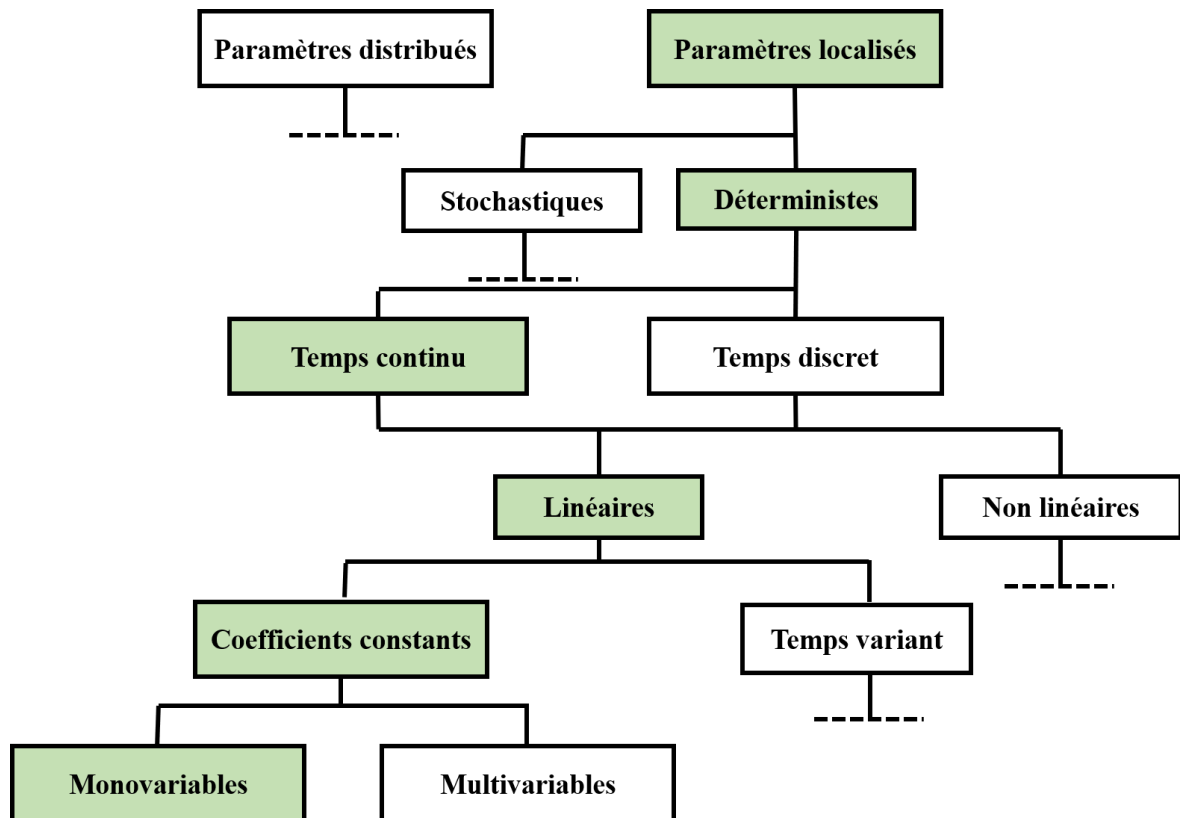 Paramètres distribués
Paramètres localisés
Stochastiques
Déterministes
Temps continu
Temps discret
Linéaires
Non linéaires
Coefficients constants
Temps variant
Monovariables
Multivariables